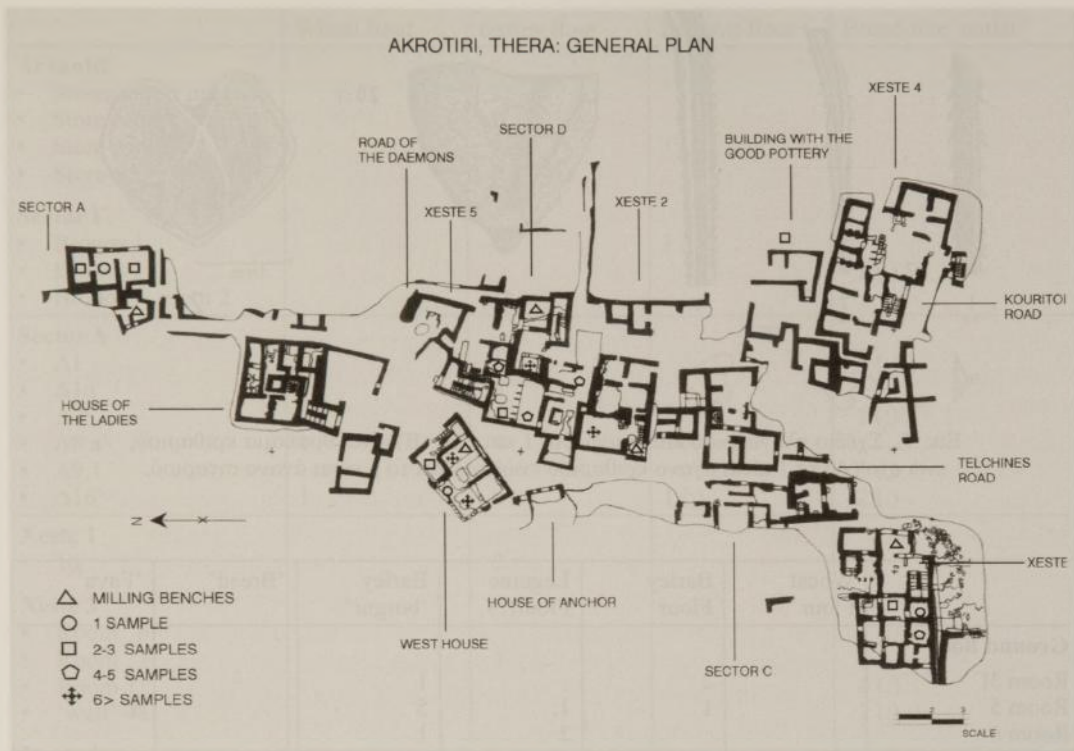 AKROTIRI, THERA: GENERAL PLAN
XESTE 4
SECTOR D
BUILDING WITH THE
GOOD POTTERY
ROAD OF
THE DAEMONS
XESTE 5
XESTE 2
SECTOR A
KOURITOI
ROAD
HOUSE OF
THE LADIES
TELCHINES
ROAD
N
XESTE
HOUSE OF ANCHOR
WEST HOUSE
SECTOR C
MILLING BENCHES
1 SAMPLE
2-3 SAMPLES
4-5 SAMPLES
6> SAMPLES
2 3
SCALE